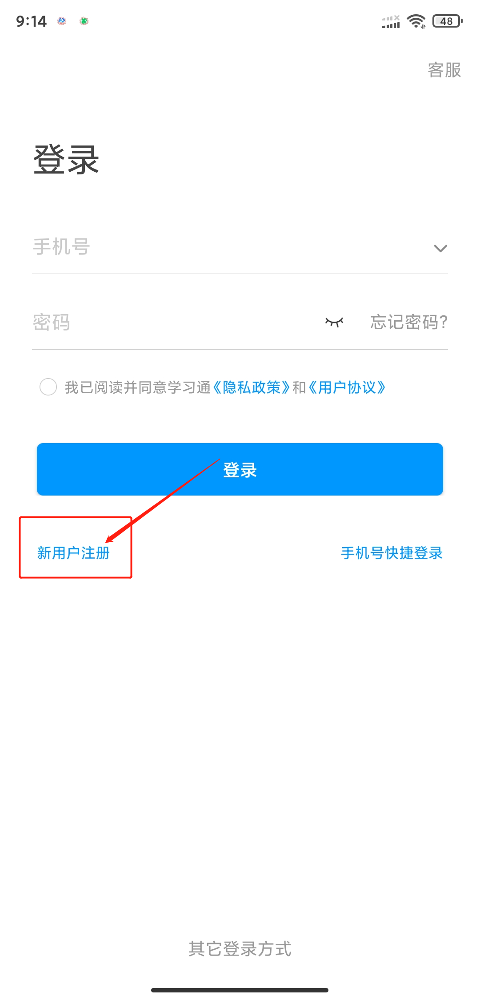 9:14
48
客服
登录
手机号
密码 忘记密码?
我已阅读并同意学习通《隐私政策》和《用户协议》
登录
新用户注册 手机号快捷登录
其它登录方式